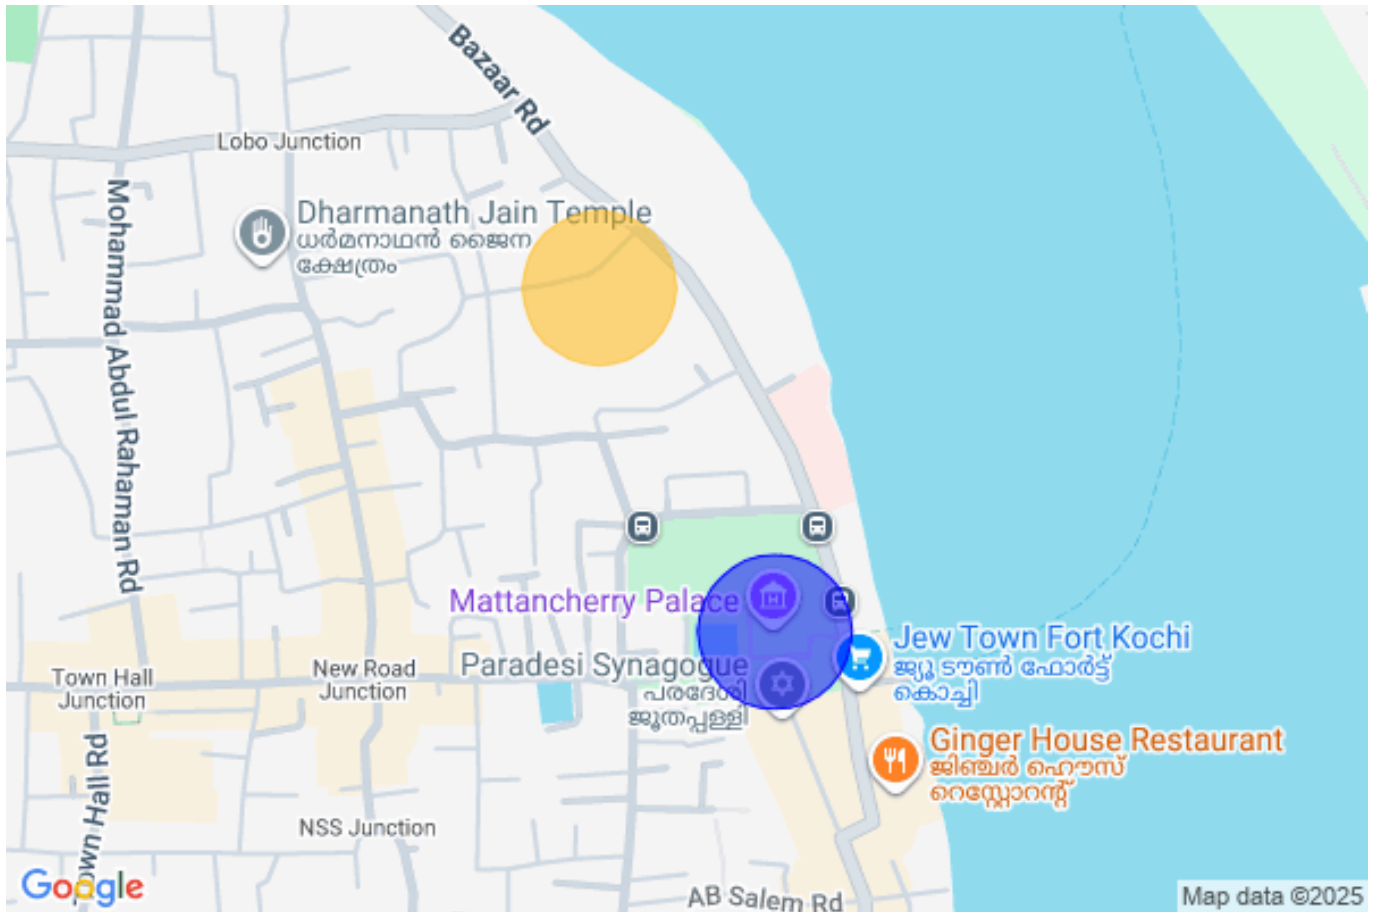 Bazaar Rd
Lobo Junction
Mohammad Abdul Rahaman Rd
Dharmanath Jain Temple
ധർമനാഥൻ ജൈന
ക്ഷേത്രം
Mattancherry Palace
Paradesi Synagogue
പരദേശി
ജൂതപ്പള്ളി
Jew Town Fort Kochi
ജ്യൂ ടൗൺ ഫോർട്ട്
കൊച്ചി
Town Hall
Junction
New Road
Junction
Ginger House Restaurant
ജിഞ്ചർ ഹൌസ്
റെസ്റ്റോറന്റ്
Town Hall Rd
NSS Junction
AB Salem Rd
Google
Map data ©2025